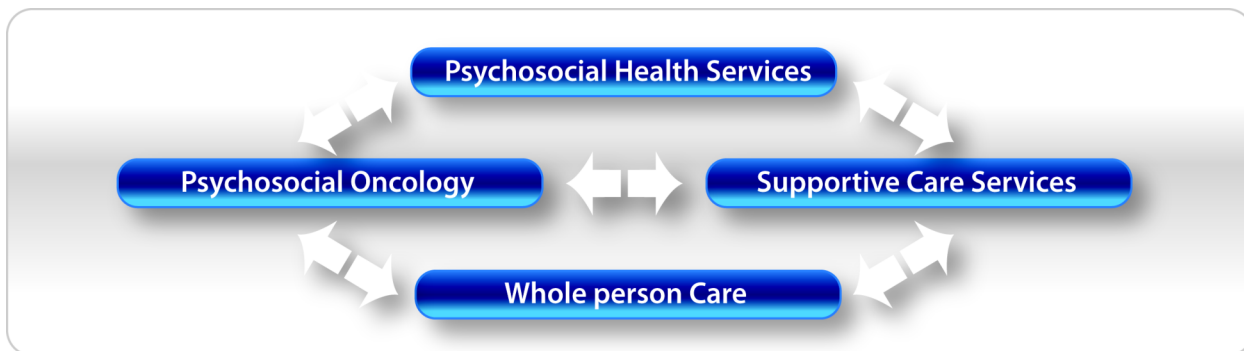 Psychosocial Health Services
Psychosocial Oncology
Supportive Care Services
Whole person Care